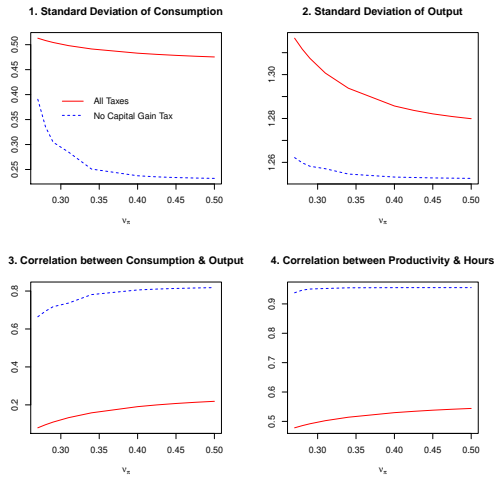 1. Standard Deviation of Consumption
0.50
0.45
0.40
0.35
0.30
0.25
All Taxes
No Capital Gain Tax
0.30 0.35 0.40 0.45 0.50
νπ
2. Standard Deviation of Output
1.30
1.28
1.26
0.30 0.35 0.40 0.45 0.50
νπ
3. Correlation between Consumption & Output
0.8
0.6
0.4
0.2
0.30 0.35 0.40 0.45 0.50
νπ
4. Correlation between Productivity & Hours
0.9
0.8
0.7
0.6
0.5
0.30 0.35 0.40 0.45 0.50
νπ